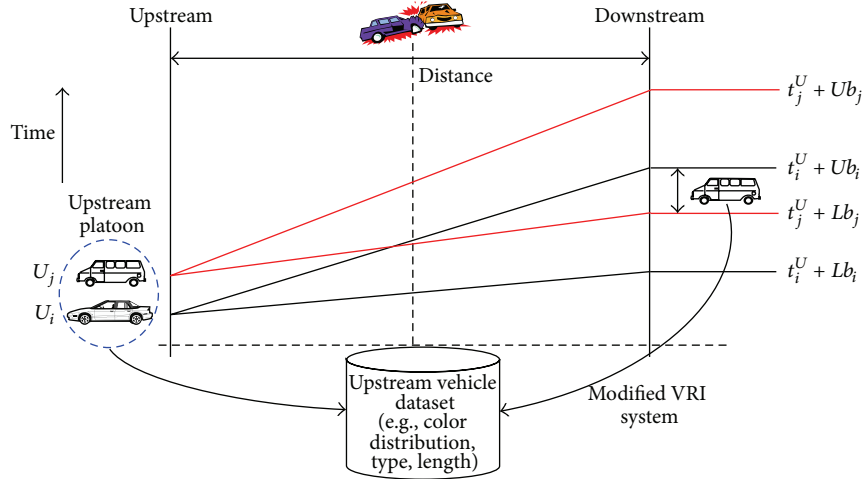 Upstream
Downstream
Distance
Time
t_j^U + Ub_j
t_i^U + Ub_i
t_j^U + Lb_j
t_i^U + Lb_i
Upstream
platoon
U_j
U_i
Upstream vehicle
dataset
(e.g., color
distribution,
type, length)
Modified VRI
system